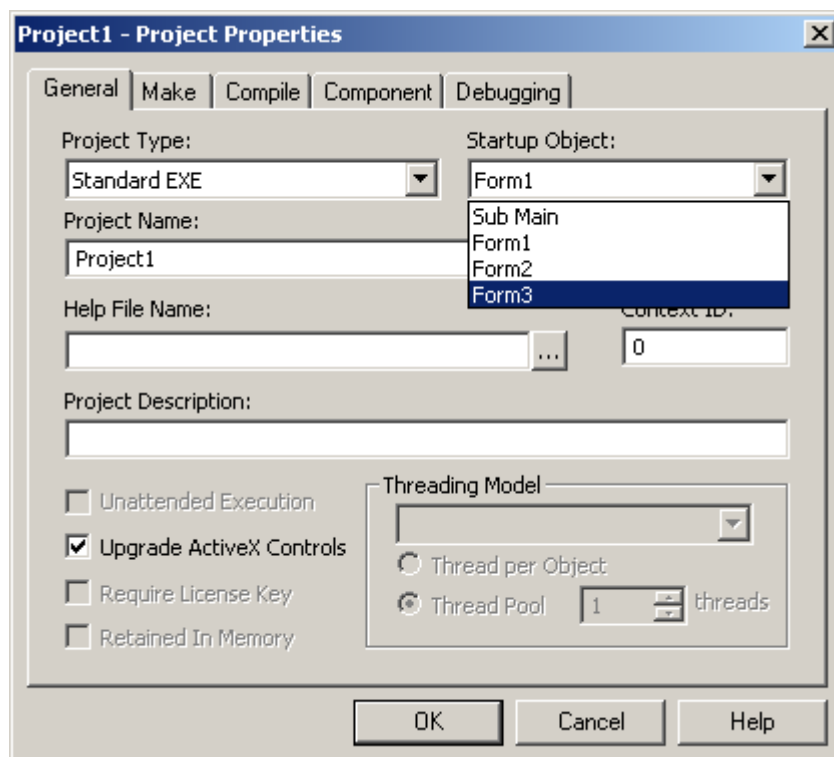 Project1 - Project Properties
General Make Compile Component Debugging
Project Type:
Startup Object:
Standard EXE
Form1
Sub Main
Form1
Form2
Form3
Project Name:
Project1
Help File Name:
Context ID:
...
0
Project Description:
Unattended Execution
Upgrade ActiveX Controls
Require License Key
Retained In Memory
Threading Model
Thread per Object
Thread Pool 1 threads
OK Cancel Help